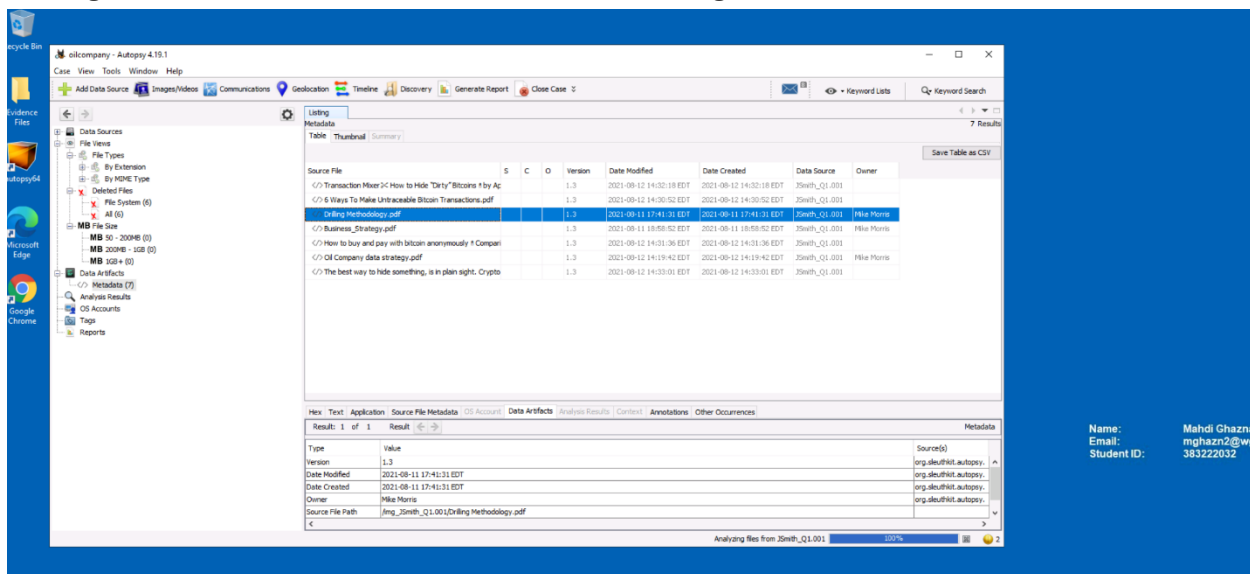 Recycle Bin
oilcompany - Autopsy 4.19.1
Case View Tools Window Help
Add Data Source Images/Videos Communications Geolocation Timeline Discovery Generate Report Close Case Keyword Lists Keyword Search
Evidence Files
Listing
Metadata 7 Results
Table Thumbnail Summary
Save Table as CSV
Data Sources
File Views
File Types
By Extension
By MIME Type
Deleted Files
File System (6)
All (6)
MB File Size
MB 50 - 200MB (0)
MB 200MB - 1GB (0)
MB 1GB+ (0)
Data Artifacts
Metadata (7)
Analysis Results
OS Accounts
Tags
Reports
autopsy64
Microsoft Edge
Google Chrome
Source File S C O Version Date Modified Date Created Data Source Owner
Transaction Mixer How to Hide "Dirty" Bitcoins by Ap 1.3 2021-08-12 14:32:18 EDT 2021-08-12 14:32:18 EDT JSmith_Q1.001
6 Ways To Make Untraceable Bitcoin Transactions.pdf 1.3 2021-08-12 14:30:52 EDT 2021-08-12 14:30:52 EDT JSmith_Q1.001
Drilling Methodology.pdf 1.3 2021-08-11 17:41:31 EDT 2021-08-11 17:41:31 EDT JSmith_Q1.001 Mike Morris
Business_Strategy.pdf 1.3 2021-08-11 18:58:52 EDT 2021-08-11 18:58:52 EDT JSmith_Q1.001 Mike Morris
How to buy and pay with bitcoin anonymously Compari 1.3 2021-08-12 14:31:36 EDT 2021-08-12 14:31:36 EDT JSmith_Q1.001
Oil Company data strategy.pdf 1.3 2021-08-12 14:19:42 EDT 2021-08-12 14:19:42 EDT JSmith_Q1.001 Mike Morris
The best way to hide something, is in plain sight. Crypto 1.3 2021-08-12 14:33:01 EDT 2021-08-12 14:33:01 EDT JSmith_Q1.001
Hex Text Application Source File Metadata OS Account Data Artifacts Analysis Results Context Annotations Other Occurrences
Result: 1 of 1 Result Metadata
Type Value Source(s)
Version 1.3 org.sleuthkit.autopsy.
Date Modified 2021-08-11 17:41:31 EDT org.sleuthkit.autopsy.
Date Created 2021-08-11 17:41:31 EDT org.sleuthkit.autopsy.
Owner Mike Morris org.sleuthkit.autopsy.
Source File Path /img_JSmith_Q1.001/Drilling Methodology.pdf org.sleuthkit.autopsy.
Analyzing files from JSmith_Q1.001 100% 2
Name: Mahdi Ghazna
Email: mghazn2@w
Student ID: 383222032